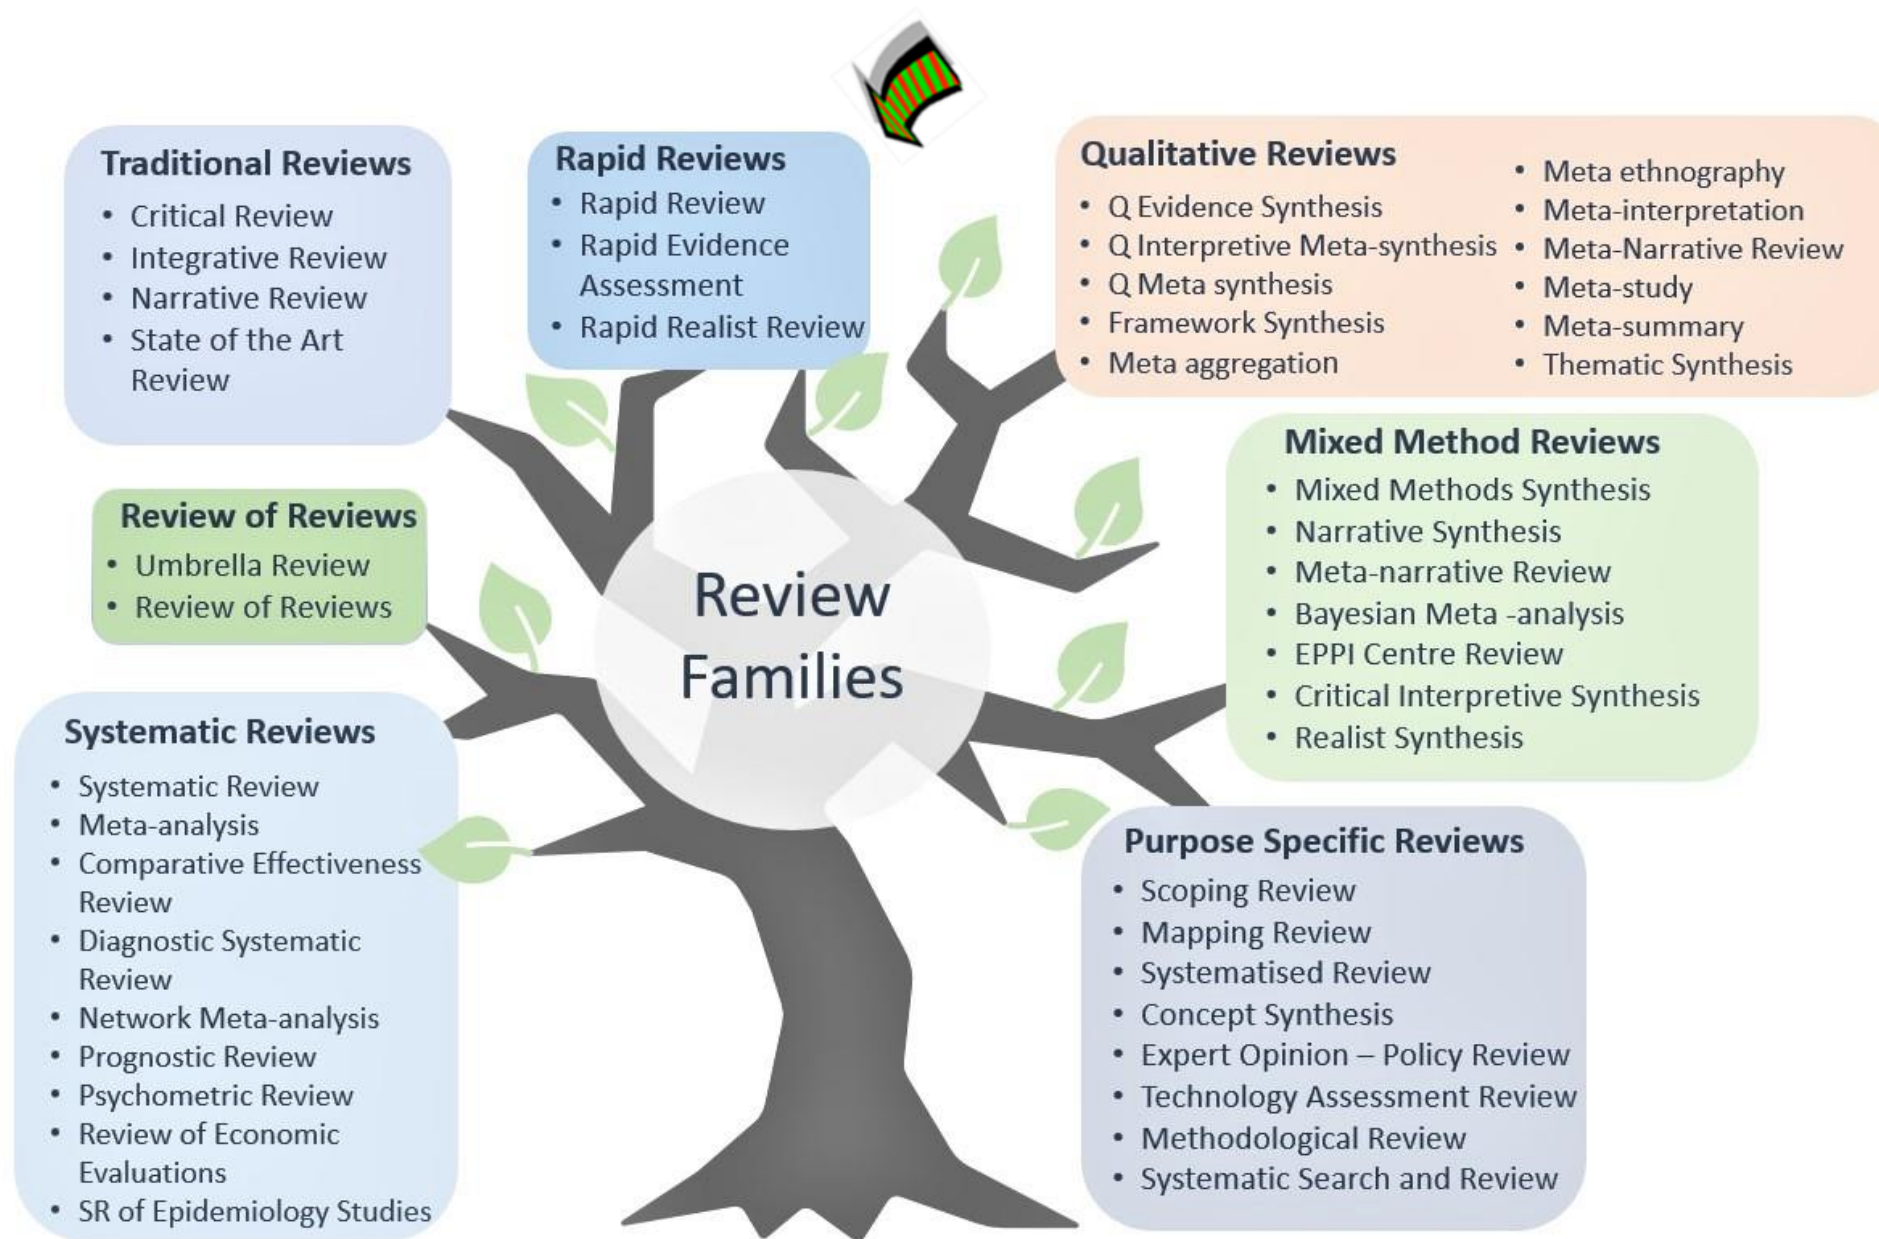 Traditional Reviews
• Critical Review
• Integrative Review
• Narrative Review
• State of the Art
Review
Rapid Reviews
• Rapid Review
• Rapid Evidence
Assessment
• Rapid Realist Review
Qualitative Reviews
• Q Evidence Synthesis
• Q Interpretive Meta-synthesis
• Q Meta synthesis
• Framework Synthesis
• Meta aggregation
• Meta ethnography
• Meta-interpretation
• Meta-Narrative Review
• Meta-study
• Meta-summary
• Thematic Synthesis
Review of Reviews
• Umbrella Review
• Review of Reviews
Review
Families
Mixed Method Reviews
• Mixed Methods Synthesis
• Narrative Synthesis
• Meta-narrative Review
• Bayesian Meta -analysis
• EPPI Centre Review
• Critical Interpretive Synthesis
• Realist Synthesis
Systematic Reviews
• Systematic Review
• Meta-analysis
• Comparative Effectiveness
Review
• Diagnostic Systematic
Review
• Network Meta-analysis
• Prognostic Review
• Psychometric Review
• Review of Economic
Evaluations
• SR of Epidemiology Studies
Purpose Specific Reviews
• Scoping Review
• Mapping Review
• Systematised Review
• Concept Synthesis
• Expert Opinion – Policy Review
• Technology Assessment Review
• Methodological Review
• Systematic Search and Review